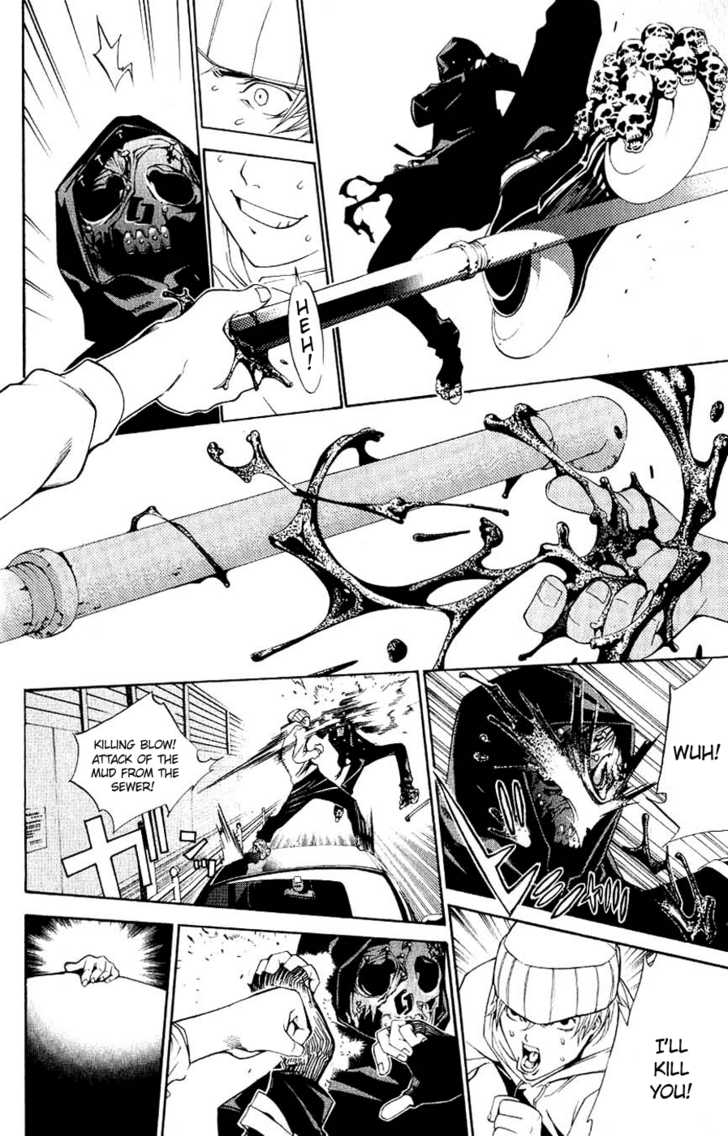 HEH!
KILLING BLOW!
ATTACK OF THE
MUD FROM THE
SEWER!
WUH!
I'LL
KILL
YOU!